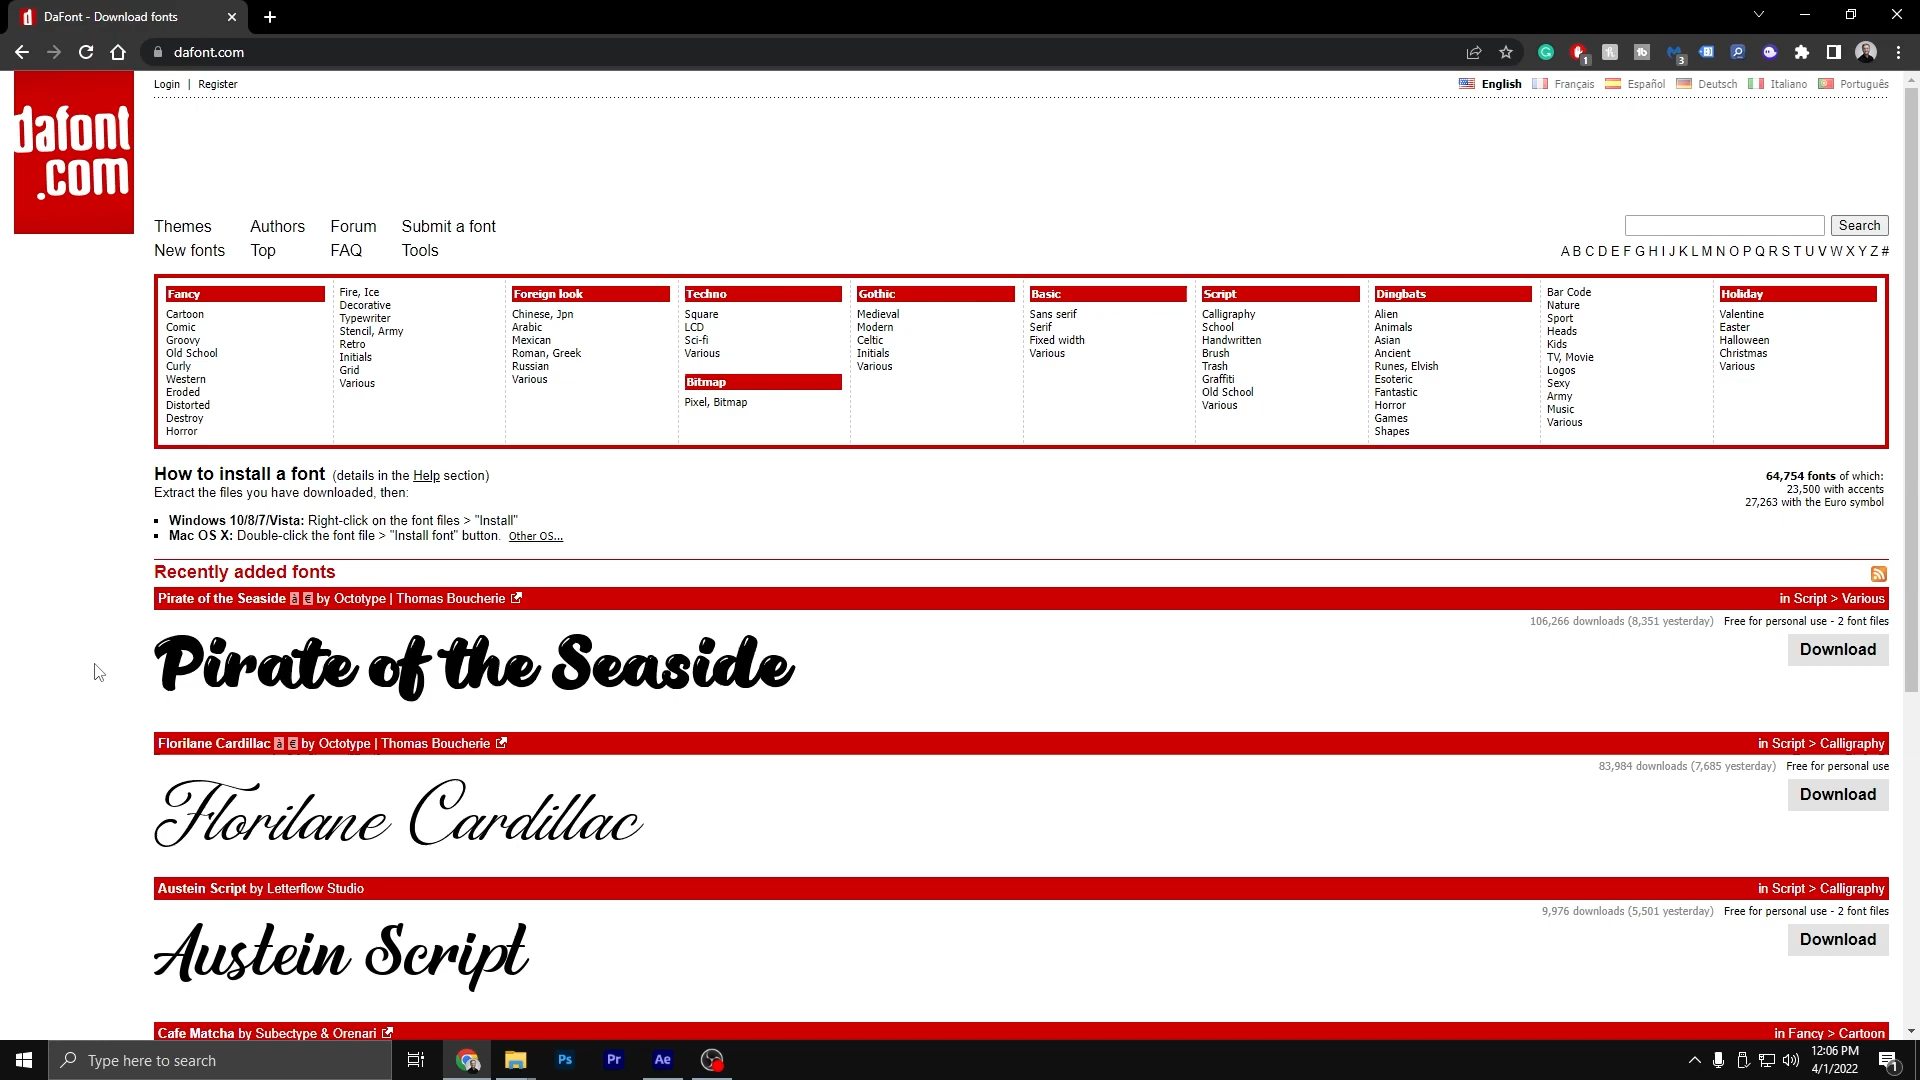 DaFont - Download fonts
dafont.com
1
3
Login | Register
English Français Español Deutsch Italiano Português
dafont
.com
Themes Authors Forum Submit a font
New fonts Top FAQ Tools
Search
A B C D E F G H I J K L M N O P Q R S T U V W X Y Z #
Fancy
Cartoon
Comic
Groovy
Old School
Curly
Western
Eroded
Distorted
Destroy
Horror
Fire, Ice
Decorative
Typewriter
Stencil, Army
Retro
Initials
Grid
Various
Foreign look
Chinese, Jpn
Arabic
Mexican
Roman, Greek
Russian
Various
Techno
Square
LCD
Sci-fi
Various
Bitmap
Pixel, Bitmap
Gothic
Medieval
Modern
Celtic
Initials
Various
Basic
Sans serif
Serif
Fixed width
Various
Script
Calligraphy
School
Handwritten
Brush
Trash
Graffiti
Old School
Various
Dingbats
Alien
Animals
Asian
Ancient
Runes, Elvish
Esoteric
Fantastic
Horror
Games
Shapes
Bar Code
Nature
Sport
Heads
Kids
TV, Movie
Logos
Sexy
Army
Music
Various
Holiday
Valentine
Easter
Halloween
Christmas
Various
How to install a font (details in the Help section)
Extract the files you have downloaded, then:
Windows 10/8/7/Vista: Right-click on the font files > "Install"
Mac OS X: Double-click the font file > "Install font" button. Other OS...
64,754 fonts of which:
23,500 with accents
27,263 with the Euro symbol
Recently added fonts
Pirate of the Seaside à € by Octotype | Thomas Boucherie in Script > Various
106,266 downloads (8,351 yesterday) Free for personal use - 2 font files
Download
Pirate of the Seaside
Florilane Cardillac à € by Octotype | Thomas Boucherie in Script > Calligraphy
83,984 downloads (7,685 yesterday) Free for personal use
Download
Florilane Cardillac
Austein Script by Letterflow Studio in Script > Calligraphy
9,976 downloads (5,501 yesterday) Free for personal use - 2 font files
Download
Austein Script
Cafe Matcha by Subectype & Orenari in Fancy > Cartoon
Type here to search
Ps
Pr
Ae
12:06 PM
4/1/2022
1